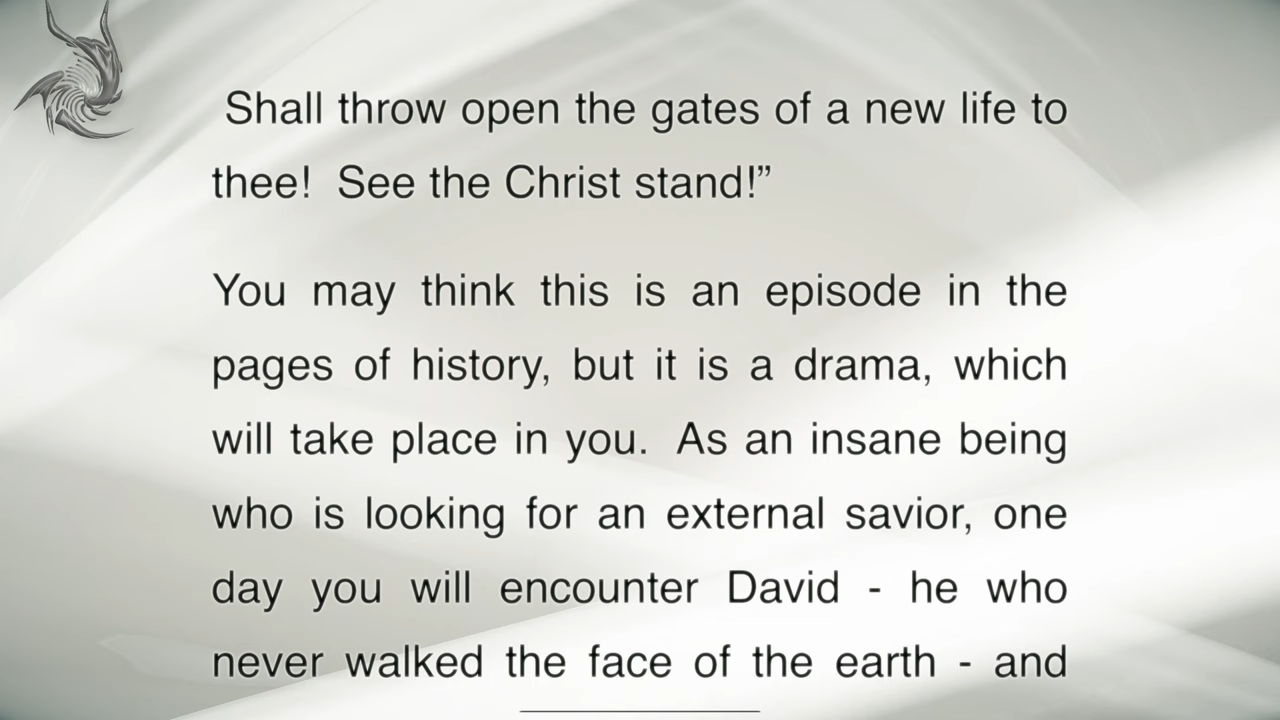 Shall throw open the gates of a new life to
thee!  See the Christ stand!”
You may think this is an episode in the
pages of history, but it is a drama, which
will take place in you.  As an insane being
who is looking for an external savior, one
day you will encounter David - he who
never walked the face of the earth - and